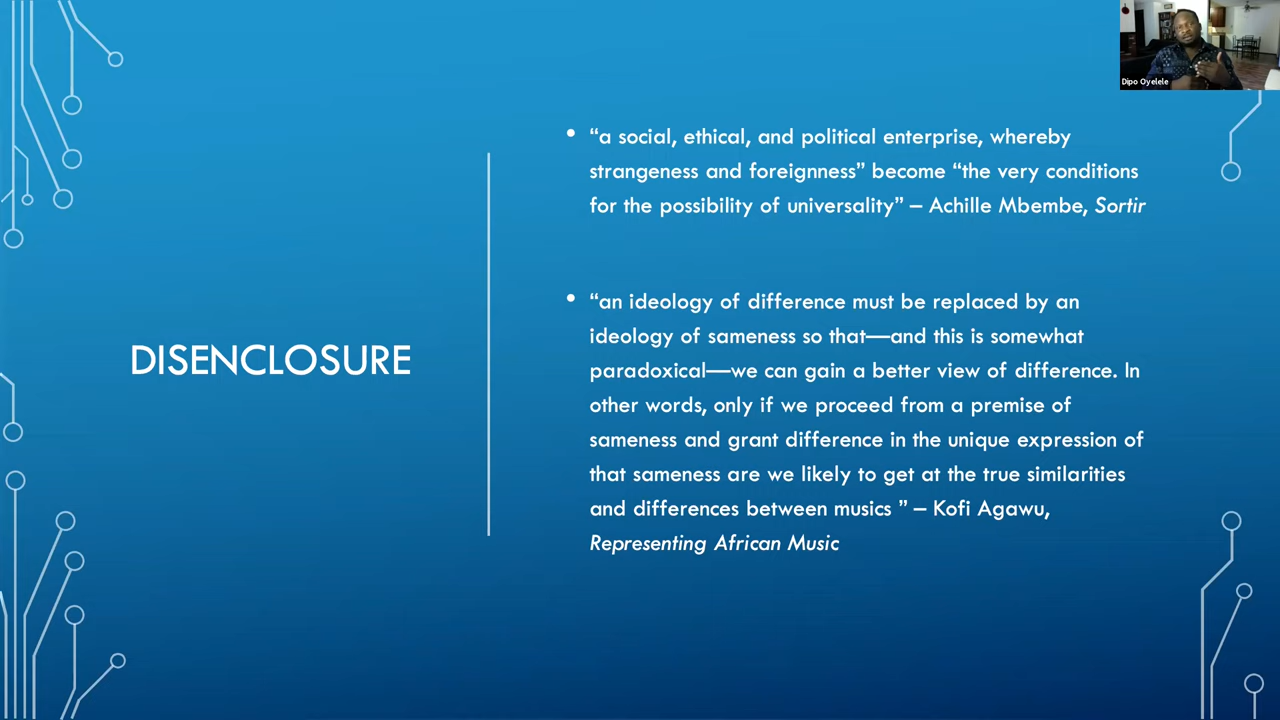 Dipo Oyelele
DISENCLOSURE
• “a social, ethical, and political enterprise, whereby
strangeness and foreignness” become “the very conditions
for the possibility of universality” – Achille Mbembe, Sortir
• “an ideology of difference must be replaced by an
ideology of sameness so that—and this is somewhat
paradoxical—we can gain a better view of difference. In
other words, only if we proceed from a premise of
sameness and grant difference in the unique expression of
that sameness are we likely to get at the true similarities
and differences between musics ” – Kofi Agawu,
Representing African Music